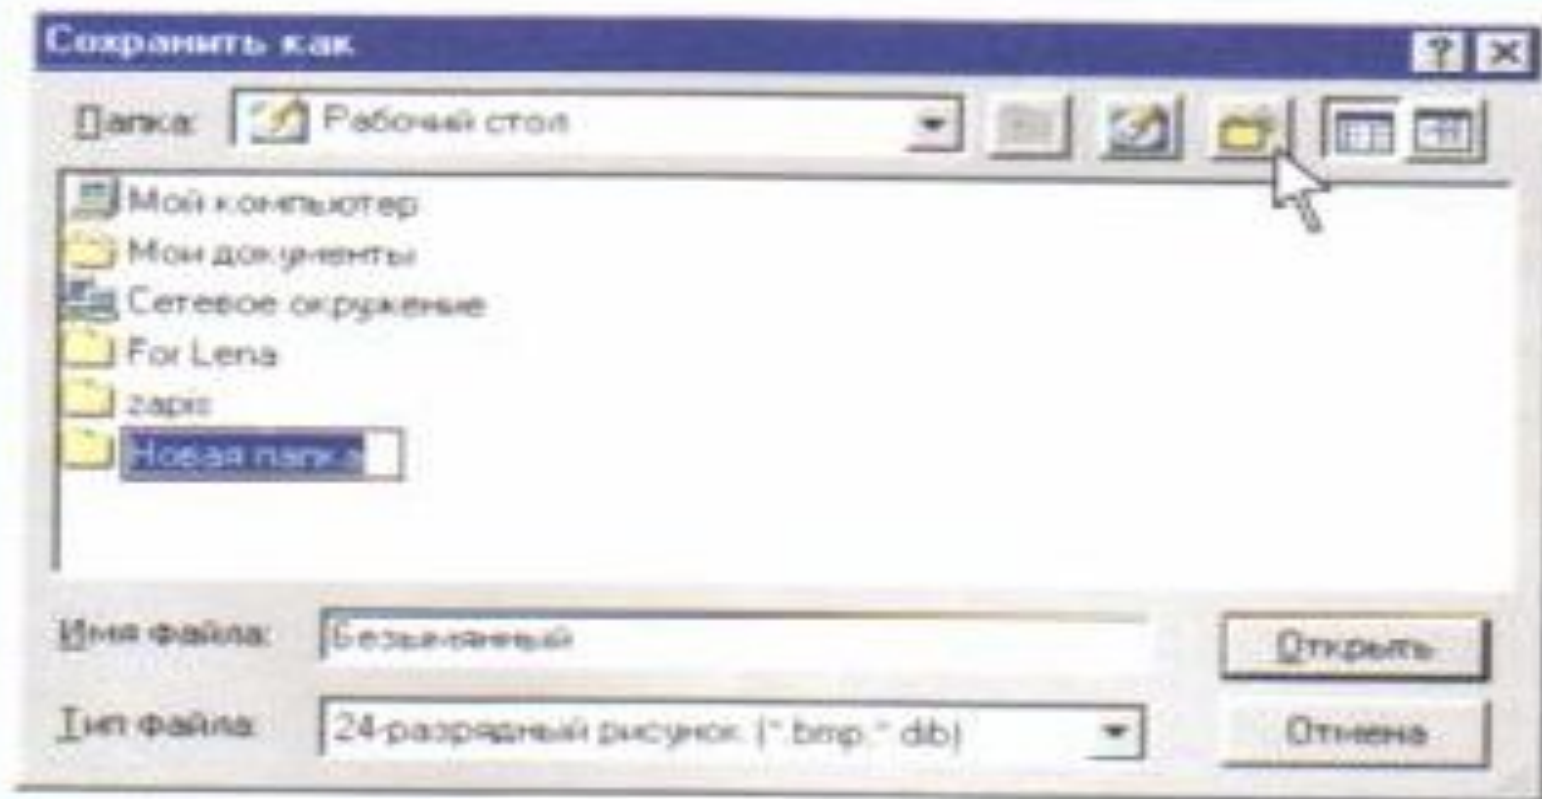 Сохранить как
Папка: Рабочий стол
Мой компьютер
Мои документы
Сетевое окружение
For Lena
zapis
Новая папка
Имя файла: Безымянный Открыть
Тип файла: 24-разрядный рисунок (*.bmp;*.dib) Отмена